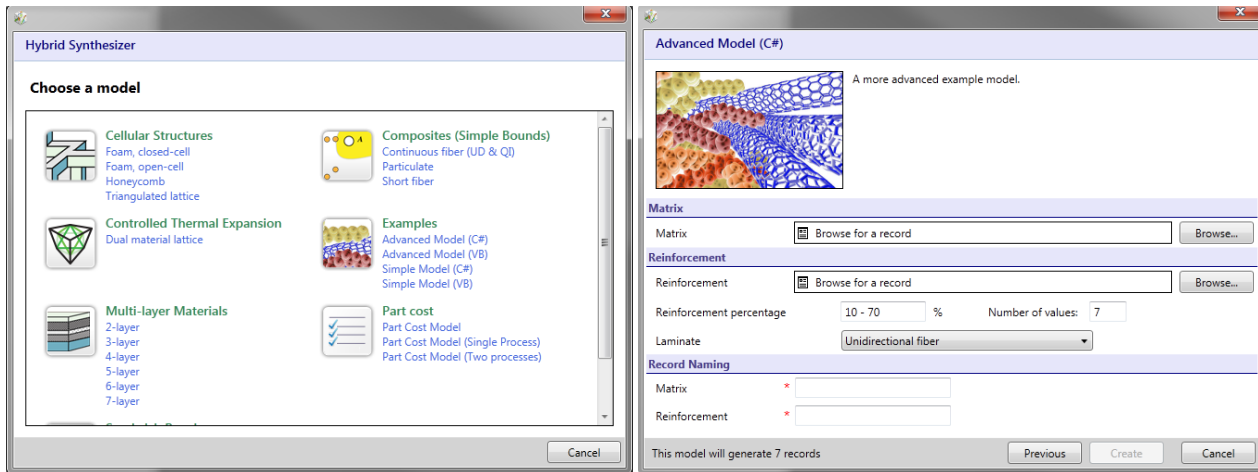 Hybrid Synthesizer
Choose a model
Cellular Structures
Foam, closed-cell
Foam, open-cell
Honeycomb
Triangulated lattice
Composites (Simple Bounds)
Continuous fiber (UD & QI)
Particulate
Short fiber
Controlled Thermal Expansion
Dual material lattice
Examples
Advanced Model (C#)
Advanced Model (VB)
Simple Model (C#)
Simple Model (VB)
Multi-layer Materials
2-layer
3-layer
4-layer
5-layer
6-layer
7-layer
Part cost
Part Cost Model
Part Cost Model (Single Process)
Part Cost Model (Two processes)
Cancel
Advanced Model (C#)
A more advanced example model.
Matrix
Matrix Browse for a record Browse...
Reinforcement
Reinforcement Browse for a record Browse...
Reinforcement percentage 10 - 70 % Number of values: 7
Laminate Unidirectional fiber
Record Naming
Matrix *
Reinforcement *
This model will generate 7 records Previous Create Cancel